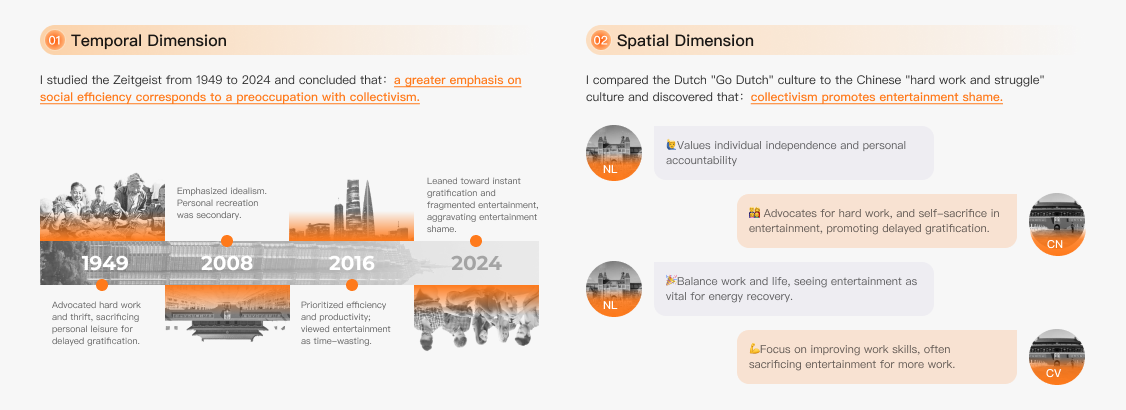 01 Temporal Dimension
I studied the Zeitgeist from 1949 to 2024 and concluded that: a greater emphasis on
social efficiency corresponds to a preoccupation with collectivism.
Emphasized idealism.
Personal recreation
was secondary.
Leaned toward instant
gratification and
fragmented entertainment,
aggravating entertainment
shame.
1949
2008
2016
2024
Advocated hard work
and thrift, sacrificing
personal leisure for
delayed gratification.
Prioritized efficiency
and productivity;
viewed entertainment
as time-wasting.
02 Spatial Dimension
I compared the Dutch "Go Dutch" culture to the Chinese "hard work and struggle"
culture and discovered that: collectivism promotes entertainment shame.
NL
Values individual independence and personal
accountability
Advocates for hard work, and self-sacrifice in
entertainment, promoting delayed gratification.
CN
NL
Balance work and life, seeing entertainment as
vital for energy recovery.
Focus on improving work skills, often
sacrificing entertainment for more work.
CV